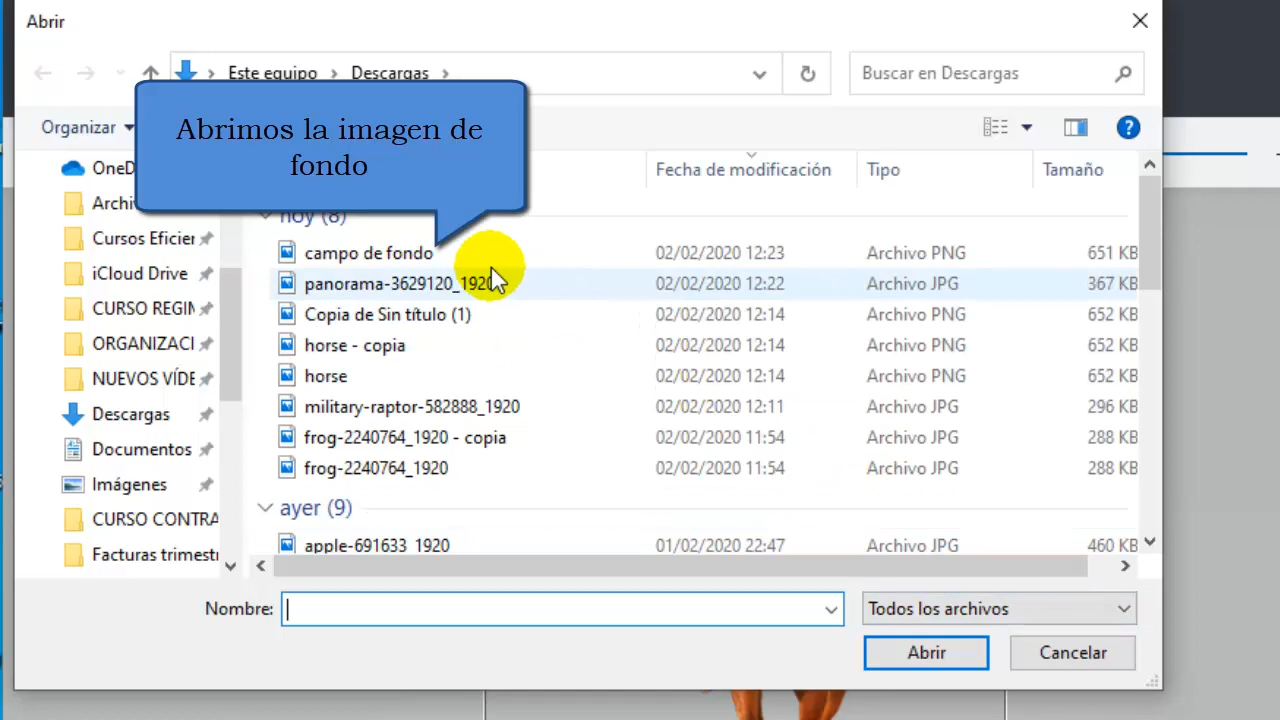 Abrir
Este equipo
Descargas
Buscar en Descargas
Abrimos la imagen de
fondo
Organizar
Fecha de modificación
Tipo
Tamaño
hoy (8)
campo de fondo 02/02/2020 12:23 Archivo PNG 651 KB
panorama-3629120_1920 02/02/2020 12:22 Archivo JPG 367 KB
Copia de Sin título (1) 02/02/2020 12:14 Archivo PNG 652 KB
horse - copia 02/02/2020 12:14 Archivo PNG 652 KB
horse 02/02/2020 12:14 Archivo PNG 652 KB
military-raptor-582888_1920 02/02/2020 12:11 Archivo JPG 296 KB
frog-2240764_1920 - copia 02/02/2020 11:54 Archivo JPG 288 KB
frog-2240764_1920 02/02/2020 11:54 Archivo JPG 288 KB
ayer (9)
apple-691633_1920 01/02/2020 22:47 Archivo JPG 460 KB
OneD
Archi
Cursos Eficier
iCloud Drive
CURSO REGIN
ORGANIZACI
NUEVOS VÍDE
Descargas
Documentos
Imágenes
CURSO CONTRA
Facturas trimestr
Nombre:
Todos los archivos
Abrir
Cancelar